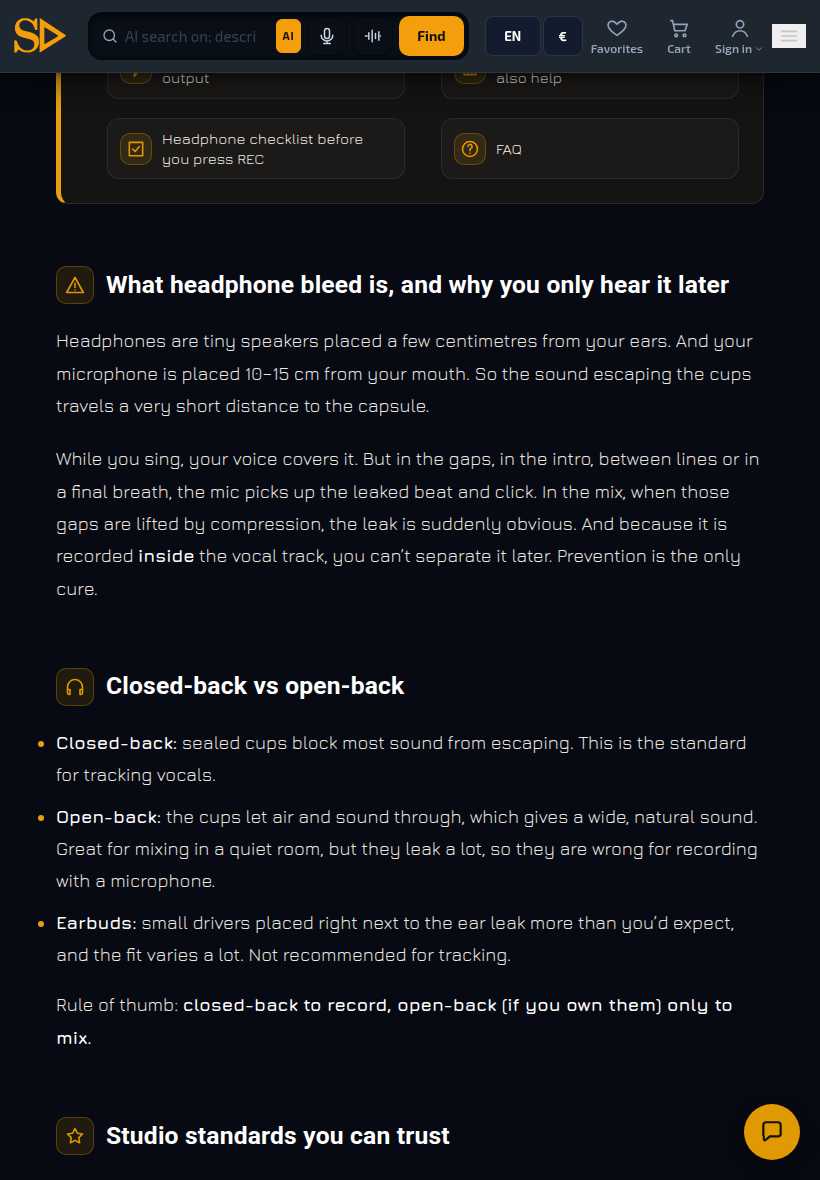 SD
AI search on: descri
AI
Find
EN
€
Favorites
Cart
Sign in
output
also help
Headphone checklist before
you press REC
FAQ
What headphone bleed is, and why you only hear it later
Headphones are tiny speakers placed a few centimetres from your ears. And your
microphone is placed 10–15 cm from your mouth. So the sound escaping the cups
travels a very short distance to the capsule.
While you sing, your voice covers it. But in the gaps, in the intro, between lines or in
a final breath, the mic picks up the leaked beat and click. In the mix, when those
gaps are lifted by compression, the leak is suddenly obvious. And because it is
recorded inside the vocal track, you can't separate it later. Prevention is the only
cure.
Closed-back vs open-back
Closed-back: sealed cups block most sound from escaping. This is the standard
for tracking vocals.
Open-back: the cups let air and sound through, which gives a wide, natural sound.
Great for mixing in a quiet room, but they leak a lot, so they are wrong for recording
with a microphone.
Earbuds: small drivers placed right next to the ear leak more than you'd expect,
and the fit varies a lot. Not recommended for tracking.
Rule of thumb: closed-back to record, open-back (if you own them) only to
mix.
Studio standards you can trust